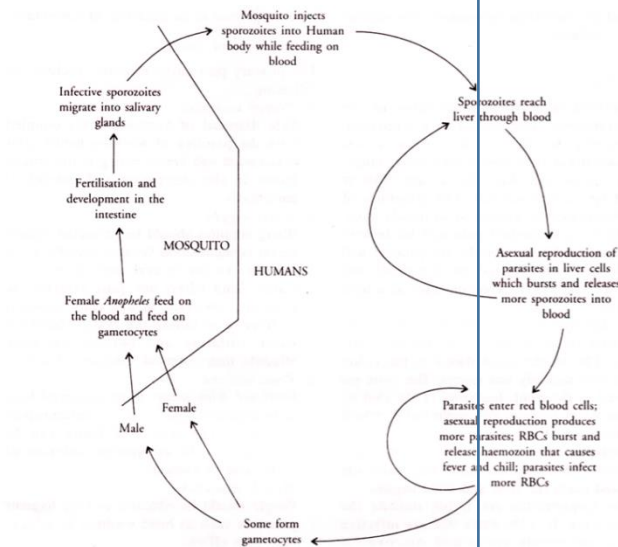 Mosquito injects
sporozoites into Human
body while feeding on
blood
Sporozoites reach
liver through blood
Asexual reproduction of
parasites in liver cells
which bursts and releases
more sporozoites into
blood
Parasites enter red blood cells;
asexual reproduction produces
more parasites; RBCs burst and
release haemozoin that causes
fever and chill; parasites infect
more RBCs
Some form
gametocytes
Female
Male
Female Anopheles feed on
the blood and feed on
gametocytes
Fertilisation and
development in the
intestine
Infective sporozoites
migrate into salivary
glands
MOSQUITO
HUMANS